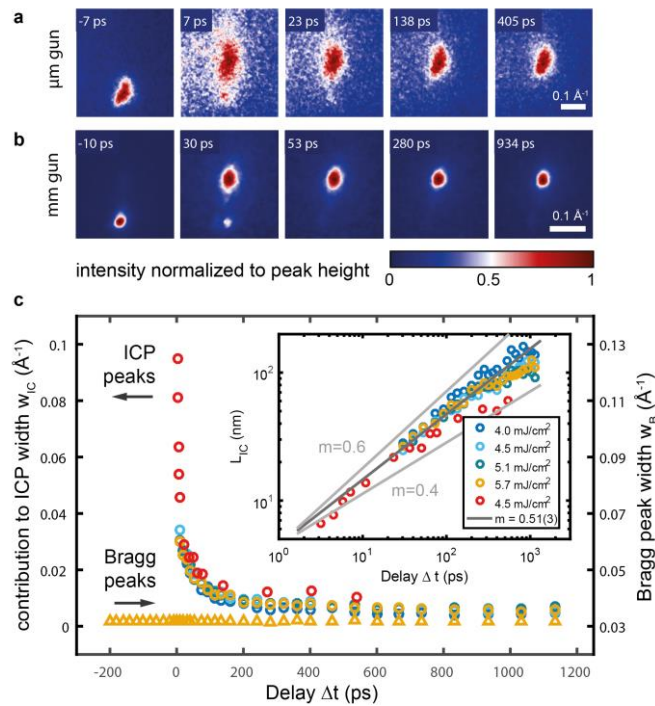 a
-7 ps
7 ps
23 ps
138 ps
405 ps
µm gun
0.1 Å⁻¹
b
-10 ps
30 ps
53 ps
280 ps
934 ps
mm gun
0.1 Å⁻¹
intensity normalized to peak height
0
0.5
1
c
contribution to ICP width w_IC (Å⁻¹)
0.1
0.08
0.06
0.04
0.02
0
ICP peaks
Bragg peaks
L_IC (nm)
10²
10¹
m=0.6
m=0.4
4.0 mJ/cm²
4.5 mJ/cm²
5.1 mJ/cm²
5.7 mJ/cm²
4.5 mJ/cm²
m = 0.51(3)
10⁰
10¹
10²
10³
Delay Δ t (ps)
0.13
0.11
0.09
0.07
0.05
0.03
Bragg peak width w_B (Å⁻¹)
-200
0
200
400
600
800
1000
1200
Delay Δt (ps)